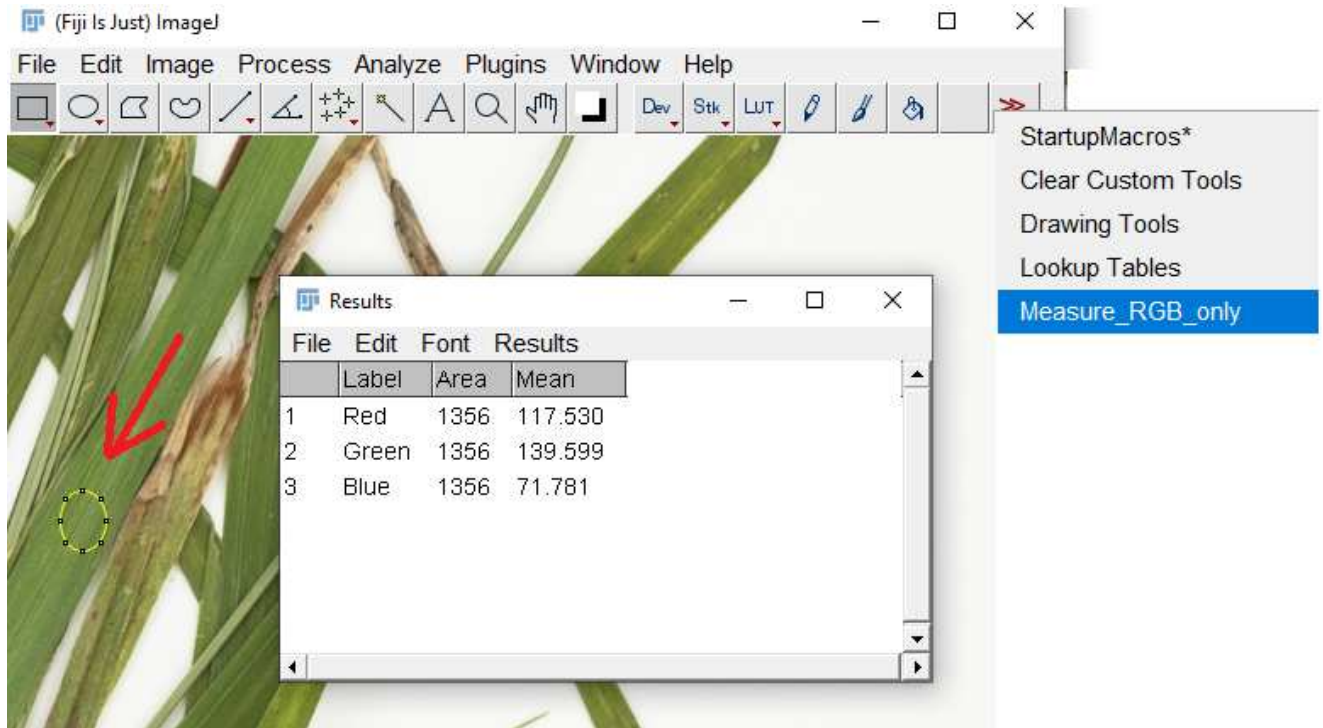 (Fiji Is Just) ImageJ
File Edit Image Process Analyze Plugins Window Help
Dev Stk LUT
StartupMacros*
Clear Custom Tools
Drawing Tools
Lookup Tables
Measure_RGB_only
Results
File Edit Font Results
Label Area Mean
1 Red 1356 117.530
2 Green 1356 139.599
3 Blue 1356 71.781